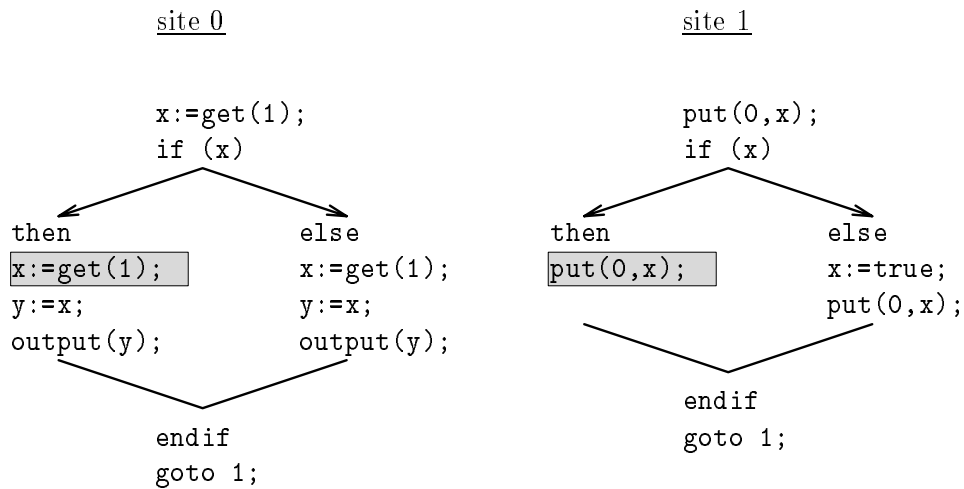 site 0
x:=get(1);
if (x)
then
x:=get(1);
y:=x;
output(y);
else
x:=get(1);
y:=x;
output(y);
endif
goto 1;
site 1
put(0,x);
if (x)
then
put(0,x);
else
x:=true;
put(0,x);
endif
goto 1;